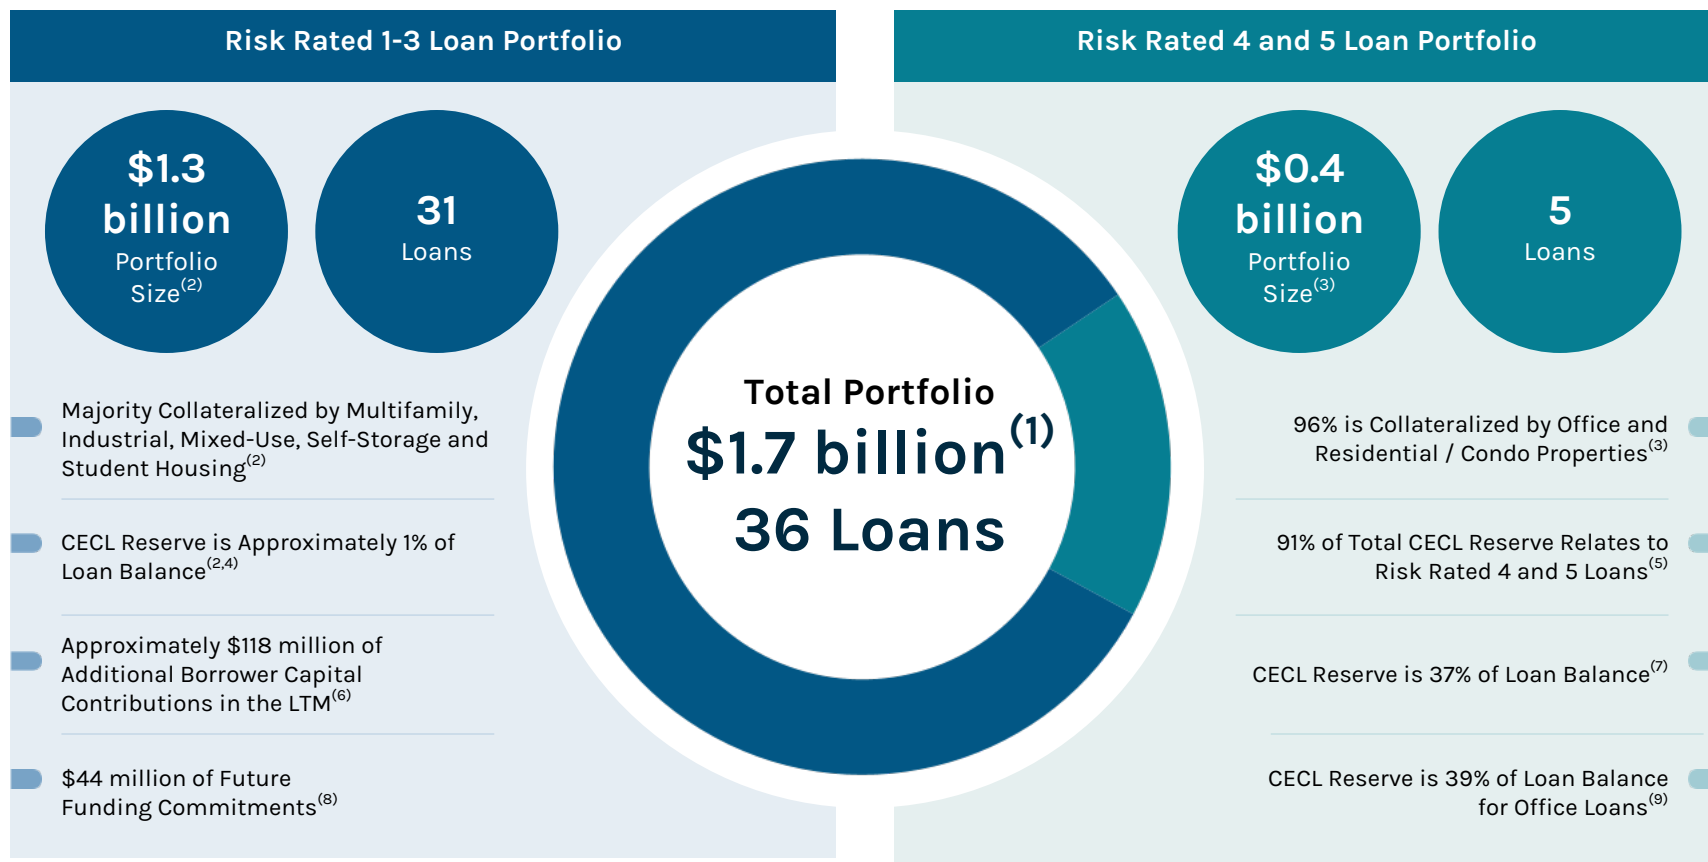 Risk Rated 1-3 Loan Portfolio
$1.3
billion
Portfolio
Size(2)
31
Loans
Majority Collateralized by Multifamily,
Industrial, Mixed-Use, Self-Storage and
Student Housing(2)
CECL Reserve is Approximately 1% of
Loan Balance(2,4)
Approximately $118 million of
Additional Borrower Capital
Contributions in the LTM(6)
$44 million of Future
Funding Commitments(8)
Total Portfolio
$1.7 billion(1)
36 Loans
Risk Rated 4 and 5 Loan Portfolio
$0.4
billion
Portfolio
Size(3)
5
Loans
96% is Collateralized by Office and
Residential / Condo Properties(3)
91% of Total CECL Reserve Relates to
Risk Rated 4 and 5 Loans(5)
CECL Reserve is 37% of Loan Balance(7)
CECL Reserve is 39% of Loan Balance
for Office Loans(9)